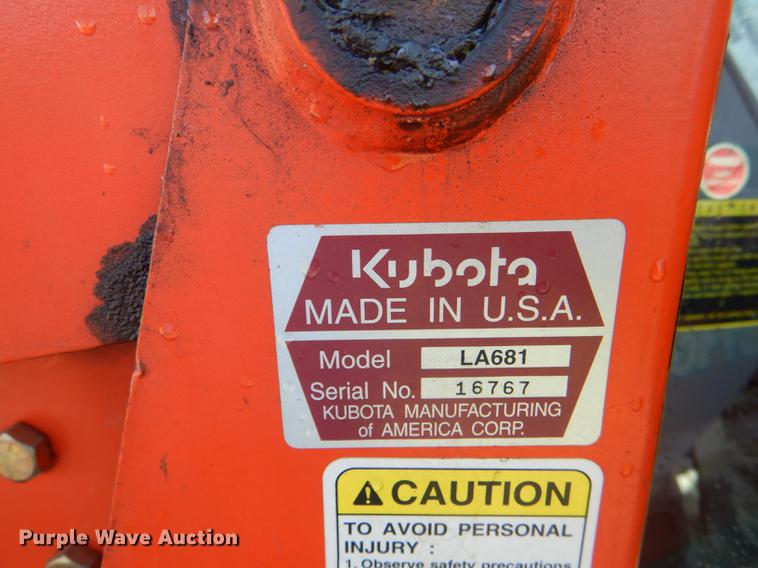 Kubota
MADE IN U.S.A.
Model LA681
Serial No. 16767
KUBOTA MANUFACTURING
of AMERICA CORP.
CAUTION
TO AVOID PERSONAL
INJURY :
1. Observe safety precautions
Purple Wave Auction